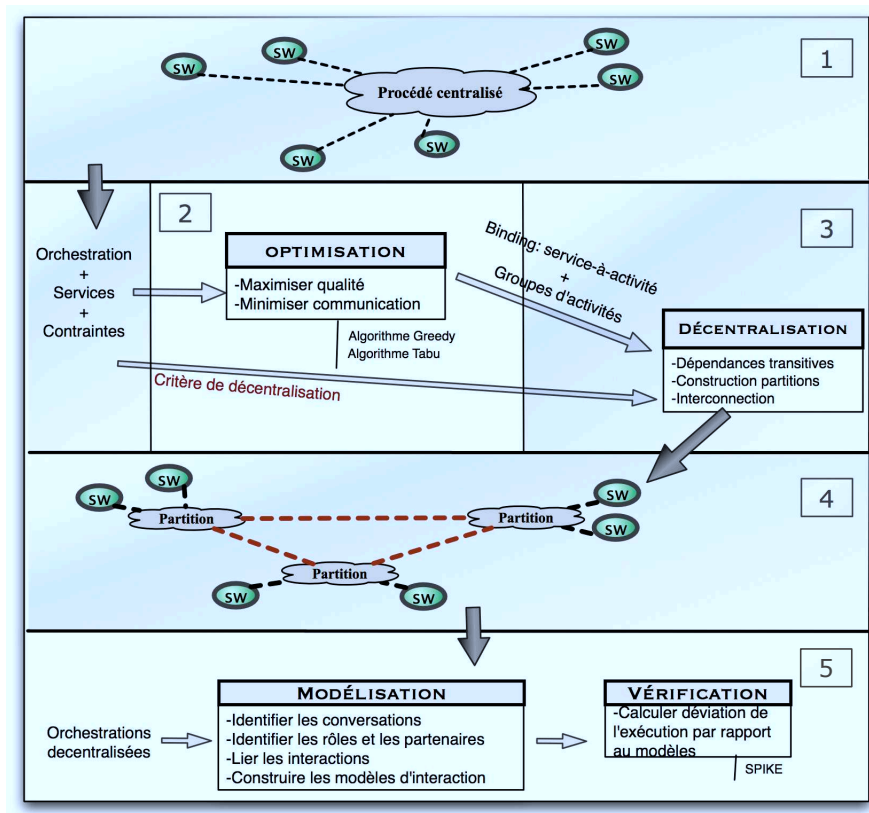 SW
SW
SW
SW
SW
SW
Procédé centralisé
1
2
3
Orchestration
+
Services
+
Contraintes
OPTIMISATION
-Maximiser qualité
-Minimiser communication
Algorithme Greedy
Algorithme Tabu
Binding: service-à-activité
+
Groupes d'activités
Critère de décentralisation
DÉCENTRALISATION
-Dépendances transitives
-Construction partitions
-Interconnection
4
SW
SW
SW
SW
Partition
Partition
Partition
SW
SW
5
Orchestrations
decentralisées
MODÉLISATION
-Identifier les conversations
-Identifier les rôles et les partenaires
-Lier les interactions
-Construire les modèles d'interaction
VÉRIFICATION
-Calculer déviation de
l'exécution par rapport
au modèles
SPIKE